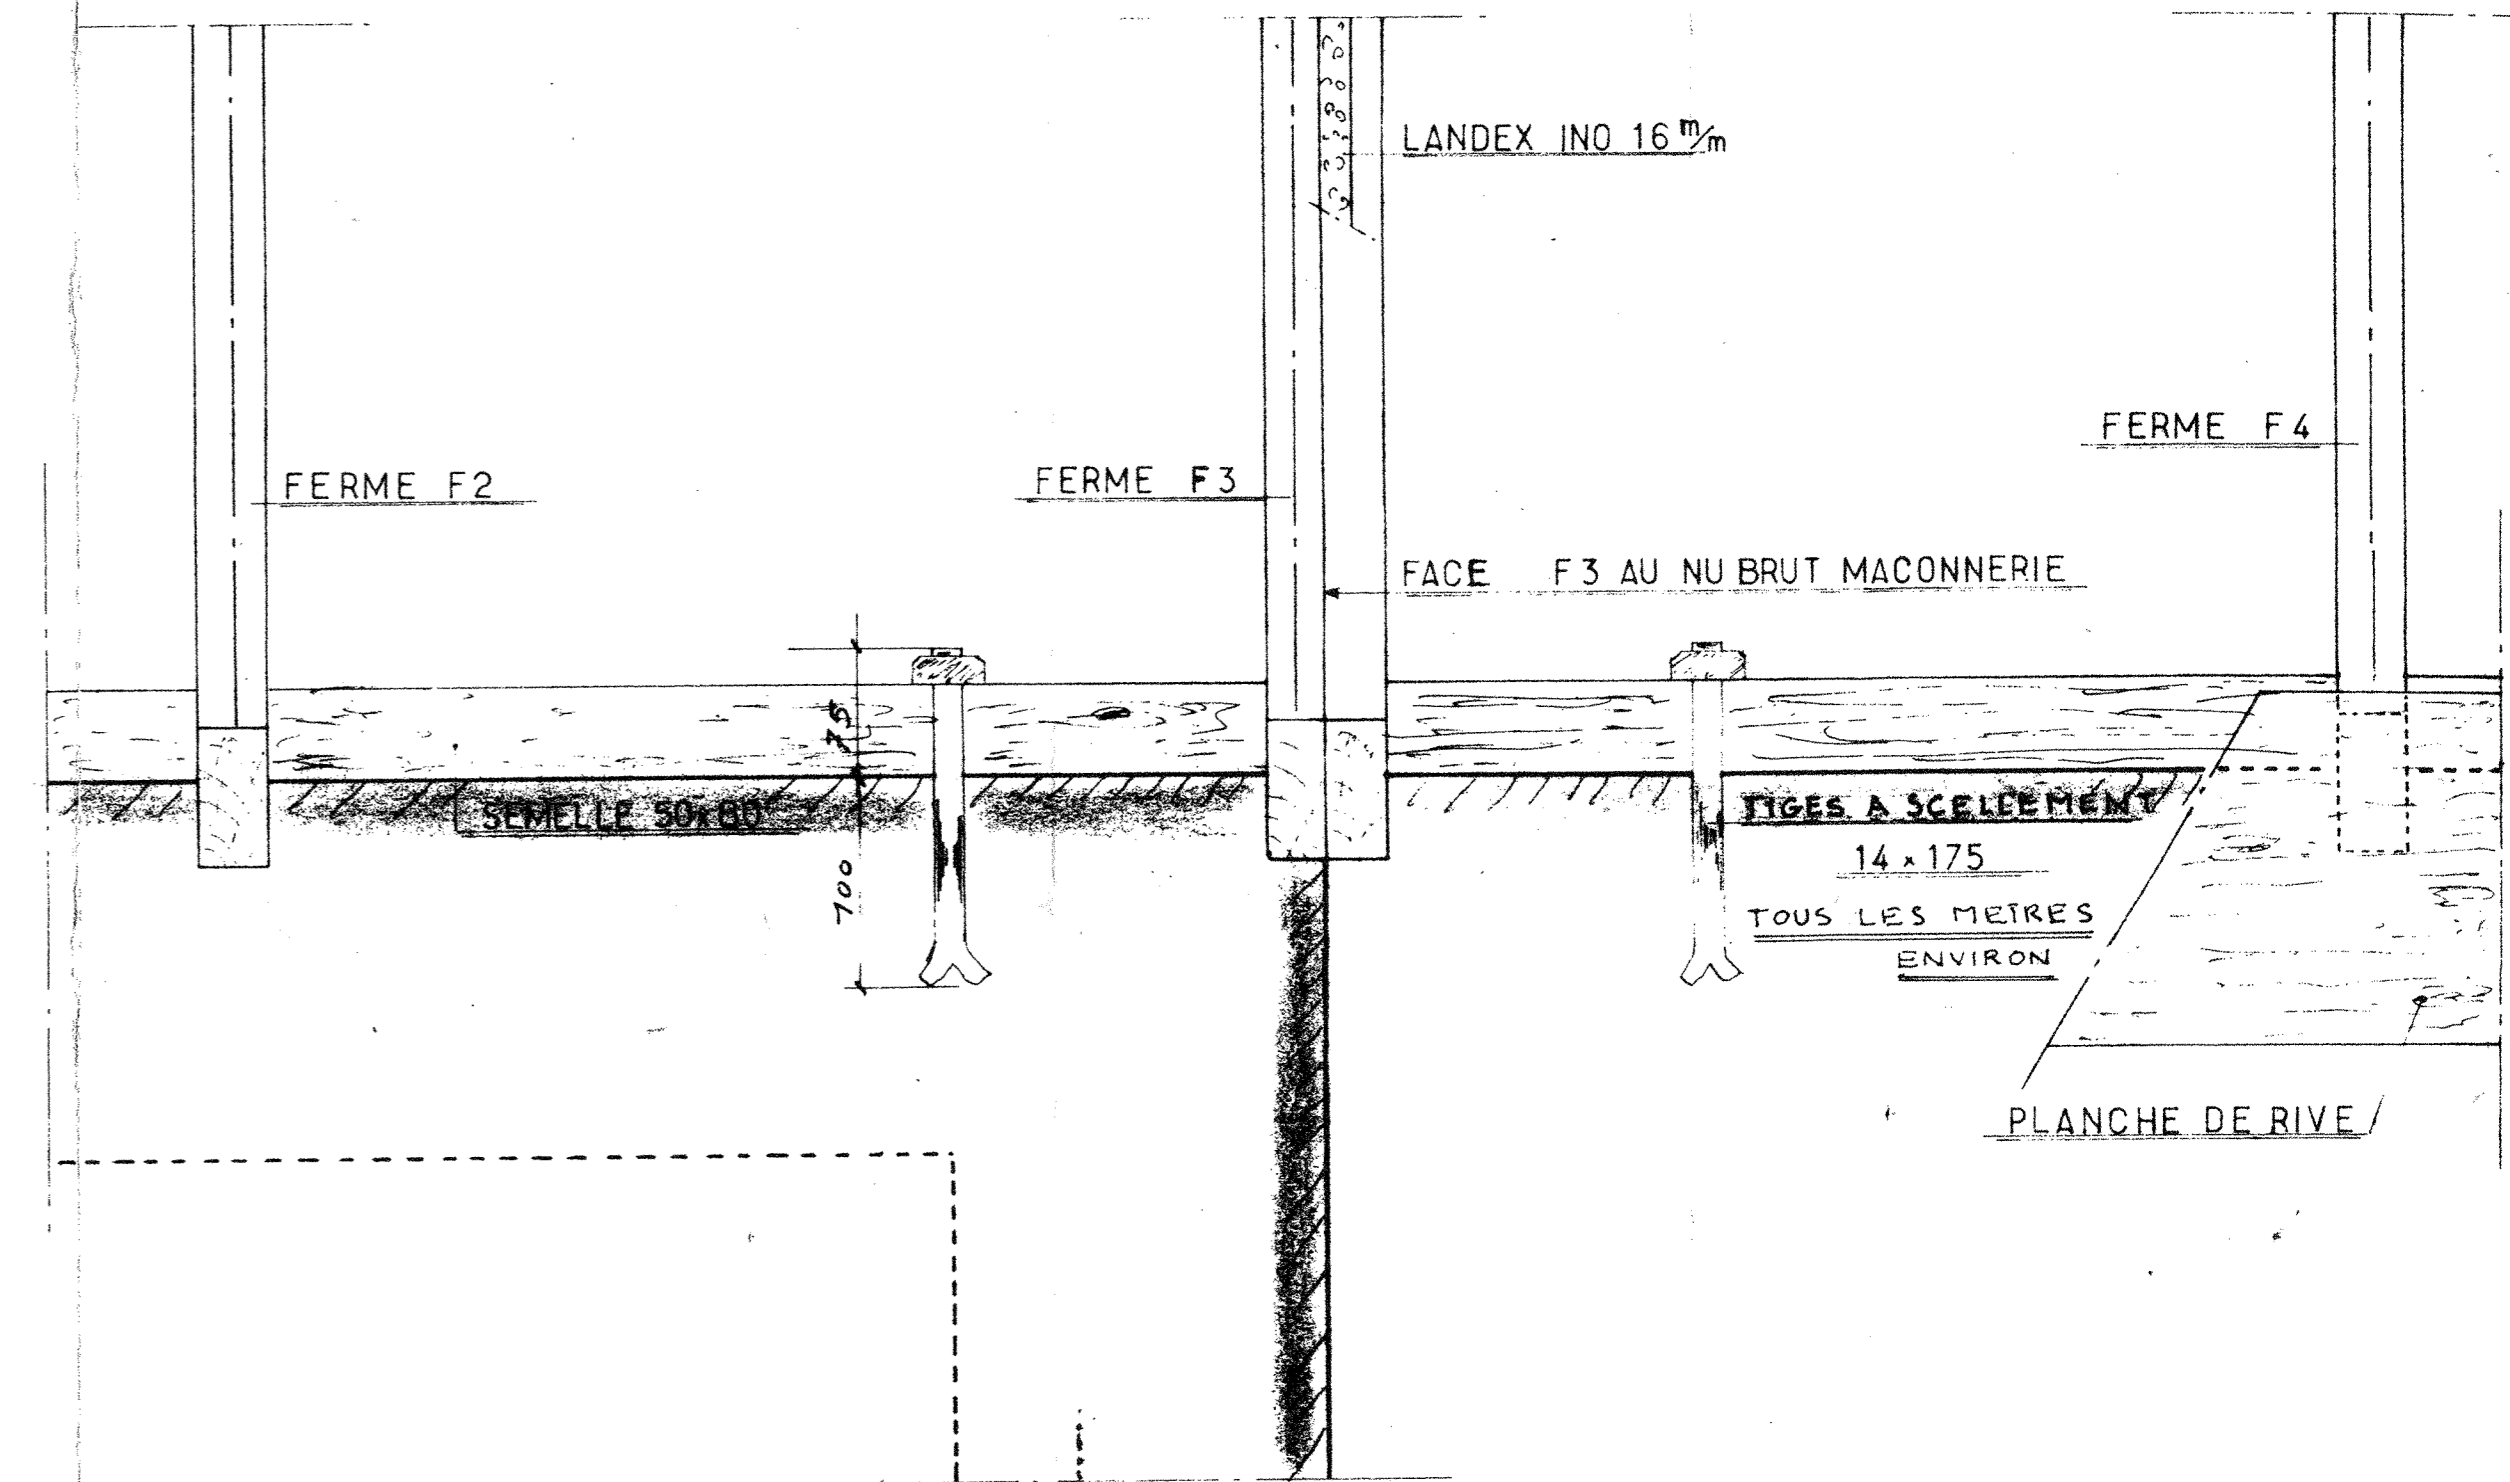 LANDEX INO 16 m/m
FERME F4
FERME F2
FERME F3
FACE F3 AU NU BRUT MACONNERIE
75
SEMELLE 50x80
TIGES A SCELLEMENT
14 x 175
100
TOUS LES METRES
ENVIRON
PLANCHE DE RIVE